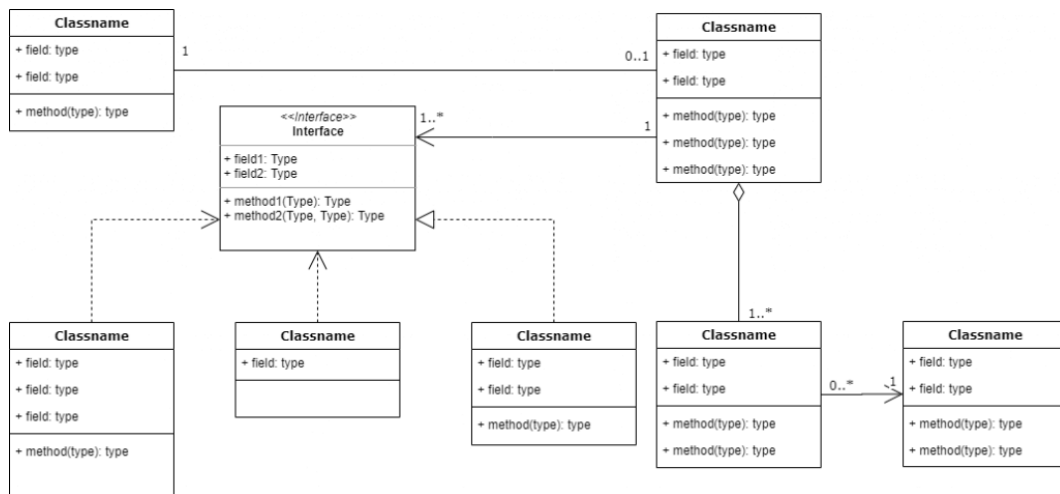 Classname
+ field: type
+ field: type
+ method(type): type
1
0..1
Classname
+ field: type
+ field: type
+ method(type): type
+ method(type): type
+ method(type): type
<<Interface>>
Interface
+ field1: Type
+ field2: Type
+ method1(Type): Type
+ method2(Type, Type): Type
1..*
1
Classname
+ field: type
+ field: type
+ field: type
+ method(type): type
Classname
+ field: type
Classname
+ field: type
+ field: type
+ method(type): type
1..*
Classname
+ field: type
+ field: type
+ method(type): type
+ method(type): type
0..*
1
Classname
+ field: type
+ field: type
+ method(type): type
+ method(type): type